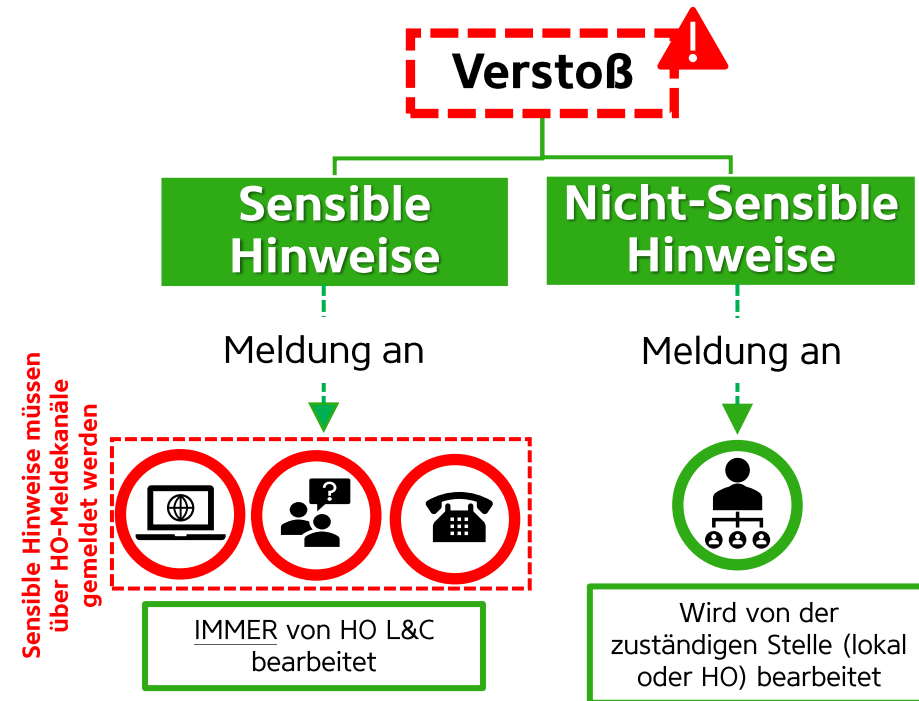 Verstoß
Sensible
Hinweise
Nicht-Sensible
Hinweise
Meldung an
Meldung an
Sensible Hinweise müssen
über HO-Meldekanäle
gemeldet werden
?
IMMER von HO L&C
bearbeitet
Wird von der
zuständigen Stelle (lokal
oder HO) bearbeitet